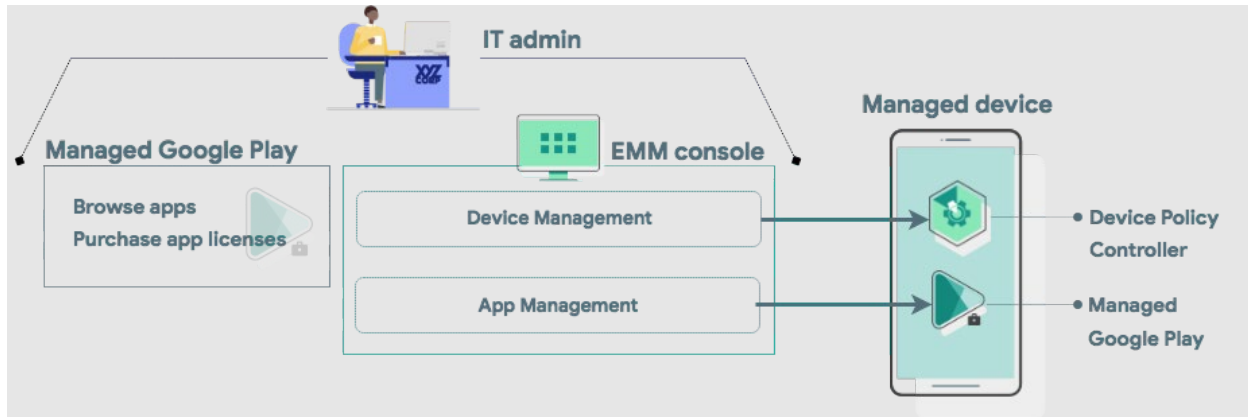 IT admin
XYZ
CORP
Managed device
Managed Google Play
EMM console
Browse apps
Purchase app licenses
Device Management
App Management
Device Policy
Controller
Managed
Google Play